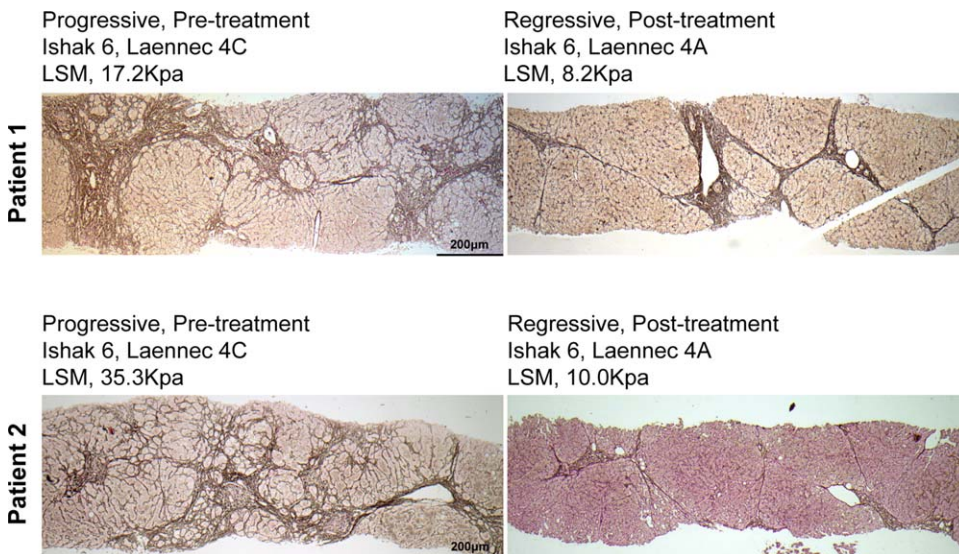 Progressive, Pre-treatment
Ishak 6, Laennec 4C
LSM, 17.2Kpa
Regressive, Post-treatment
Ishak 6, Laennec 4A
LSM, 8.2Kpa
Patient 1
200μm
Progressive, Pre-treatment
Ishak 6, Laennec 4C
LSM, 35.3Kpa
Regressive, Post-treatment
Ishak 6, Laennec 4A
LSM, 10.0Kpa
Patient 2
200μm